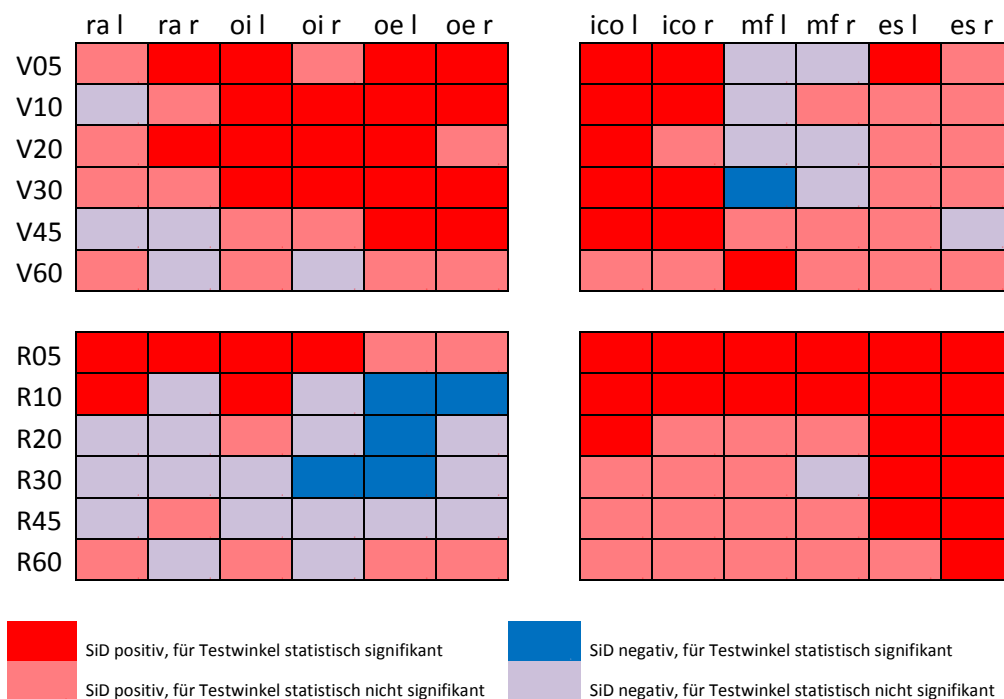 ra l ra r oi l oi r oe l oe r ico l ico r mf l mf r es l es r
V05
V10
V20
V30
V45
V60
R05
R10
R20
R30
R45
R60
SiD positiv, für Testwinkel statistisch signifikant SiD negativ, für Testwinkel statistisch signifikant
SiD positiv, für Testwinkel statistisch nicht signifikant SiD negativ, für Testwinkel statistisch nicht signifikant